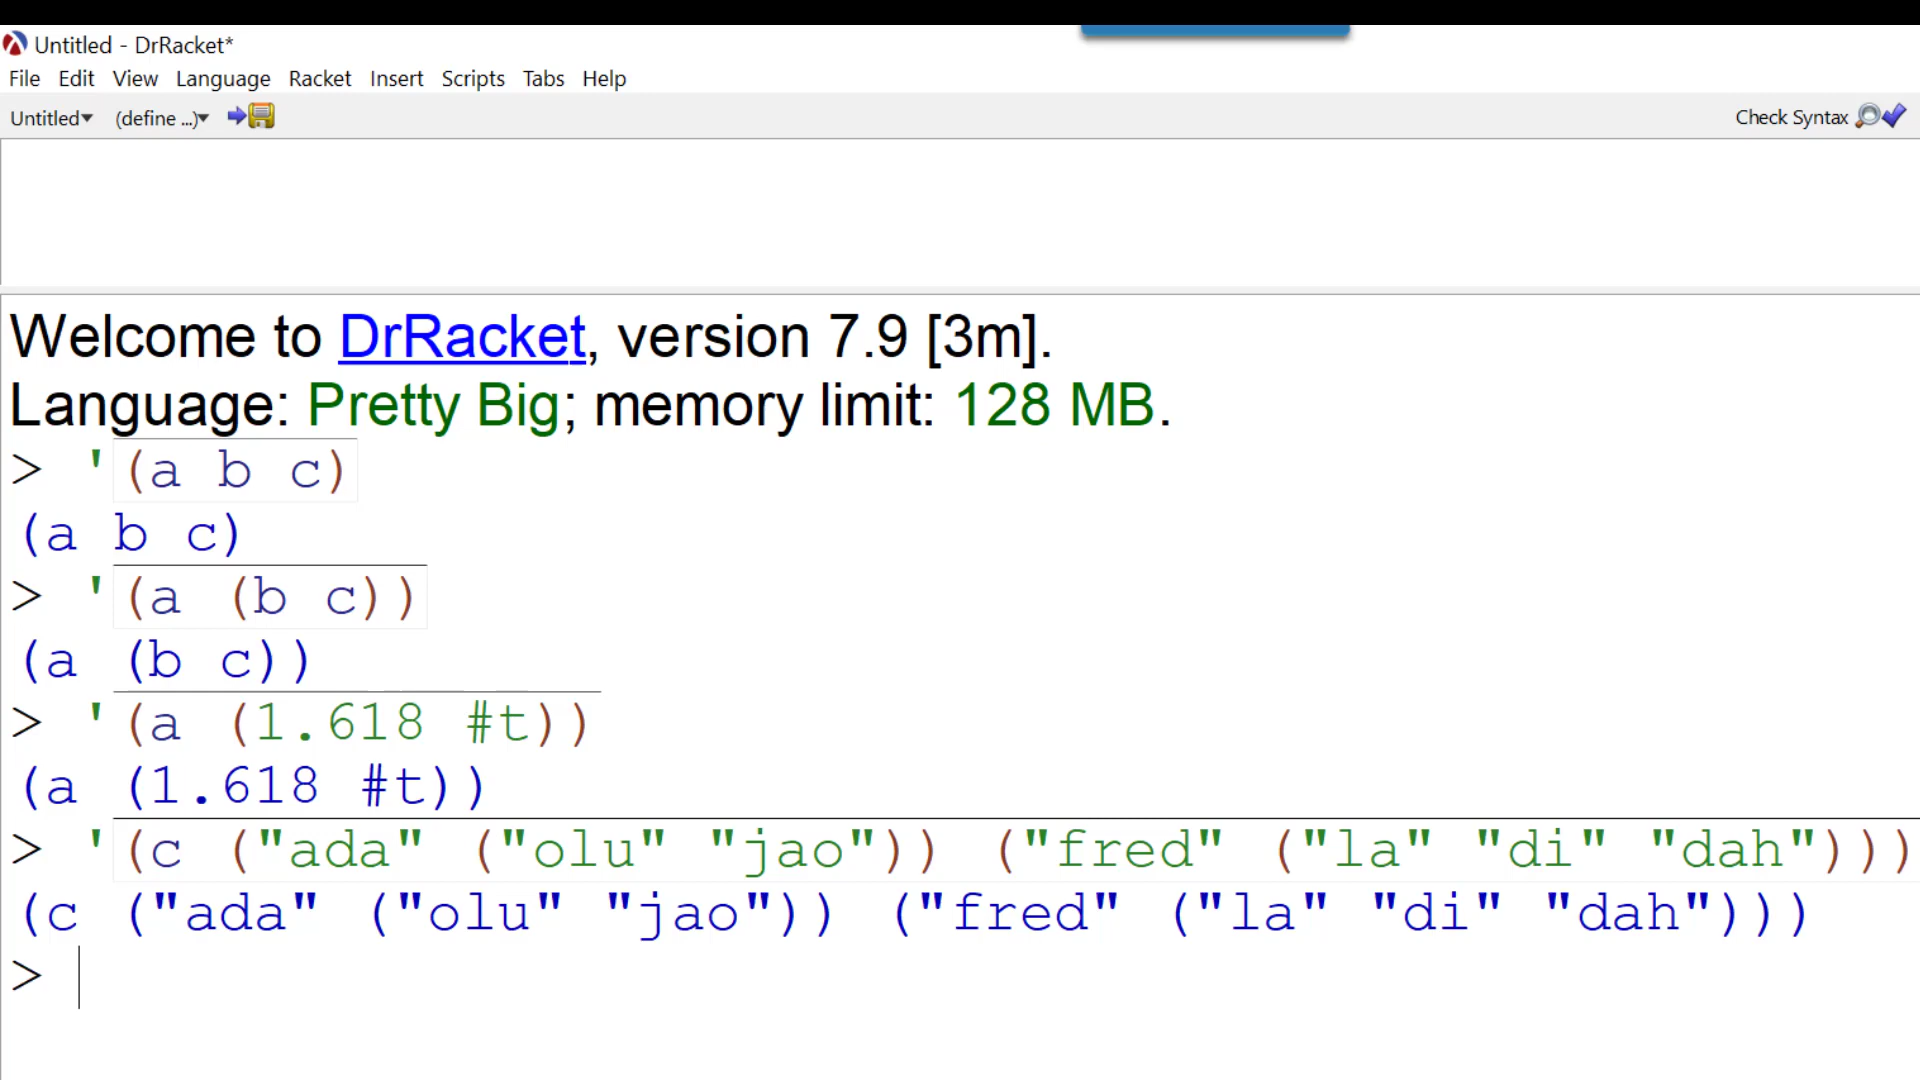 Untitled - DrRacket*
File Edit View Language Racket Insert Scripts Tabs Help
Untitled▾ (define ...)▾ Check Syntax
Welcome to DrRacket, version 7.9 [3m].
Language: Pretty Big; memory limit: 128 MB.
> '(a b c)
(a b c)
> '(a (b c))
(a (b c))
> '(a (1.618 #t))
(a (1.618 #t))
> '(c ("ada" ("olu" "jao")) ("fred" ("la" "di" "dah")))
(c ("ada" ("olu" "jao")) ("fred" ("la" "di" "dah")))
>